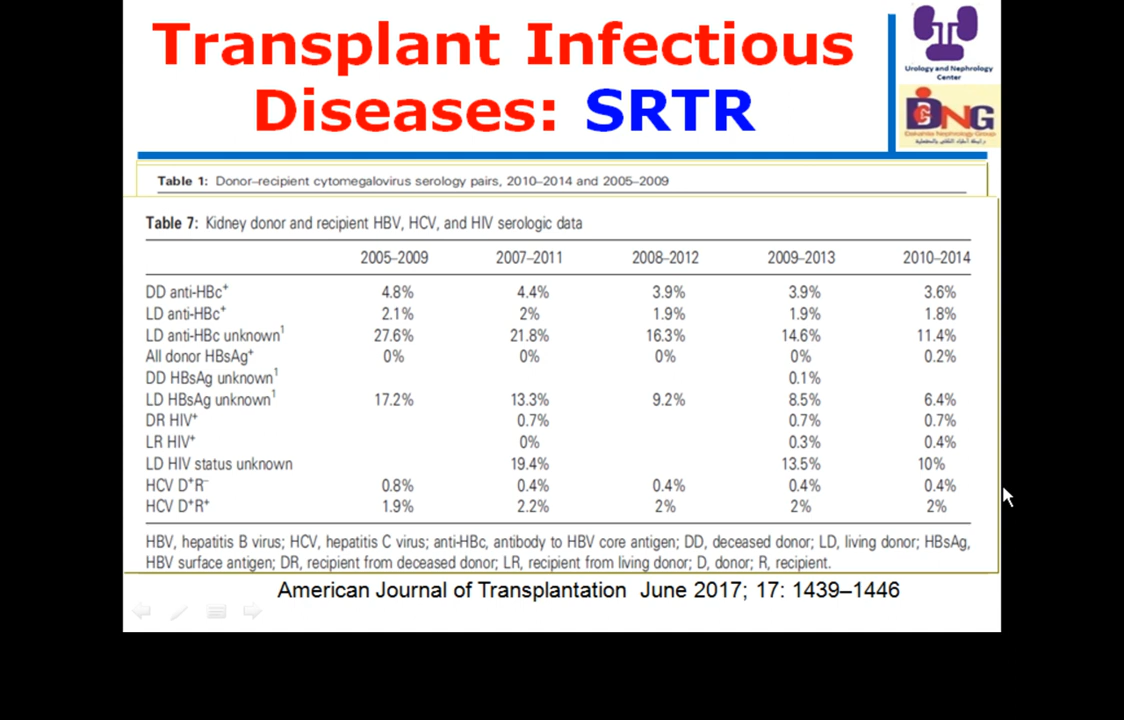 Transplant Infectious
Diseases: SRTR
Urology and Nephrology
Center
DNG
Dakahlia Nephrology Group
Table 1: Donor–recipient cytomegalovirus serology pairs, 2010–2014 and 2005–2009
Table 7: Kidney donor and recipient HBV, HCV, and HIV serologic data
2005–2009 2007–2011 2008–2012 2009–2013 2010–2014
DD anti-HBc⁺ 4.8% 4.4% 3.9% 3.9% 3.6%
LD anti-HBc⁺ 2.1% 2% 1.9% 1.9% 1.8%
LD anti-HBc unknown¹ 27.6% 21.8% 16.3% 14.6% 11.4%
All donor HBsAg⁺ 0% 0% 0% 0% 0.2%
DD HBsAg unknown¹ 0.1%
LD HBsAg unknown¹ 17.2% 13.3% 9.2% 8.5% 6.4%
DR HIV⁺ 0.7% 0.7% 0.7%
LR HIV⁺ 0% 0.3% 0.4%
LD HIV status unknown 19.4% 13.5% 10%
HCV D⁺R⁻ 0.8% 0.4% 0.4% 0.4% 0.4%
HCV D⁺R⁺ 1.9% 2.2% 2% 2% 2%
HBV, hepatitis B virus; HCV, hepatitis C virus; anti-HBc, antibody to HBV core antigen; DD, deceased donor; LD, living donor; HBsAg,
HBV surface antigen; DR, recipient from deceased donor; LR, recipient from living donor; D, donor; R, recipient.
American Journal of Transplantation June 2017; 17: 1439–1446